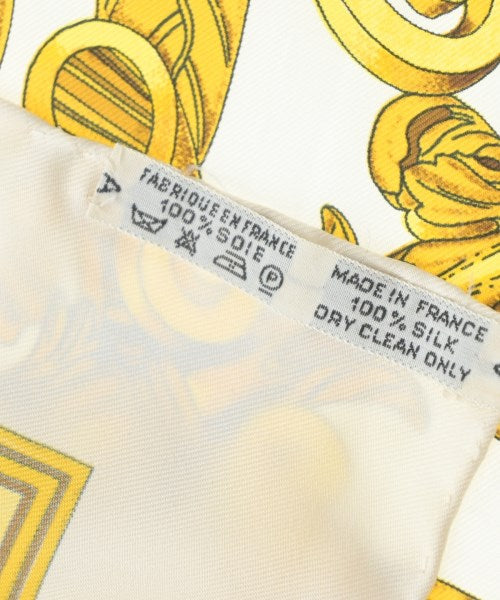 A
FABRIQUE EN FRANCE
100% SOIE
P
MADE IN FRANCE
100% SILK
DRY CLEAN ONLY